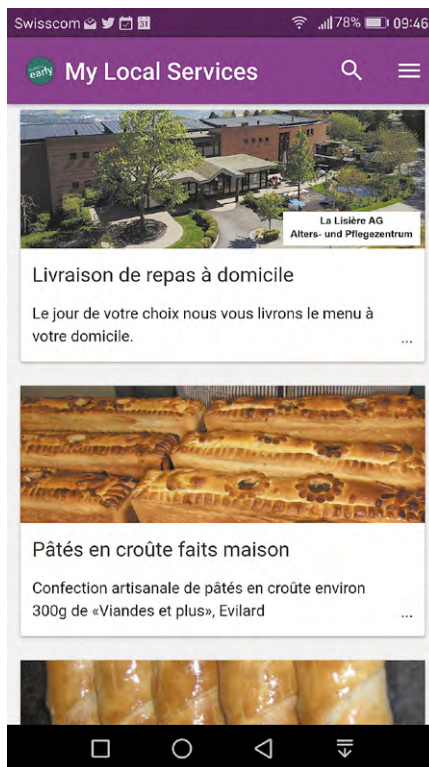 Swisscom 31 78% 09:46
early My Local Services
La Lisière AG
Alters- und Pflegezentrum
Livraison de repas à domicile
Le jour de votre choix nous vous livrons le menu à
votre domicile.
...
Pâtés en croûte faits maison
Confection artisanale de pâtés en croûte environ
300g de «Viandes et plus», Evilard
...